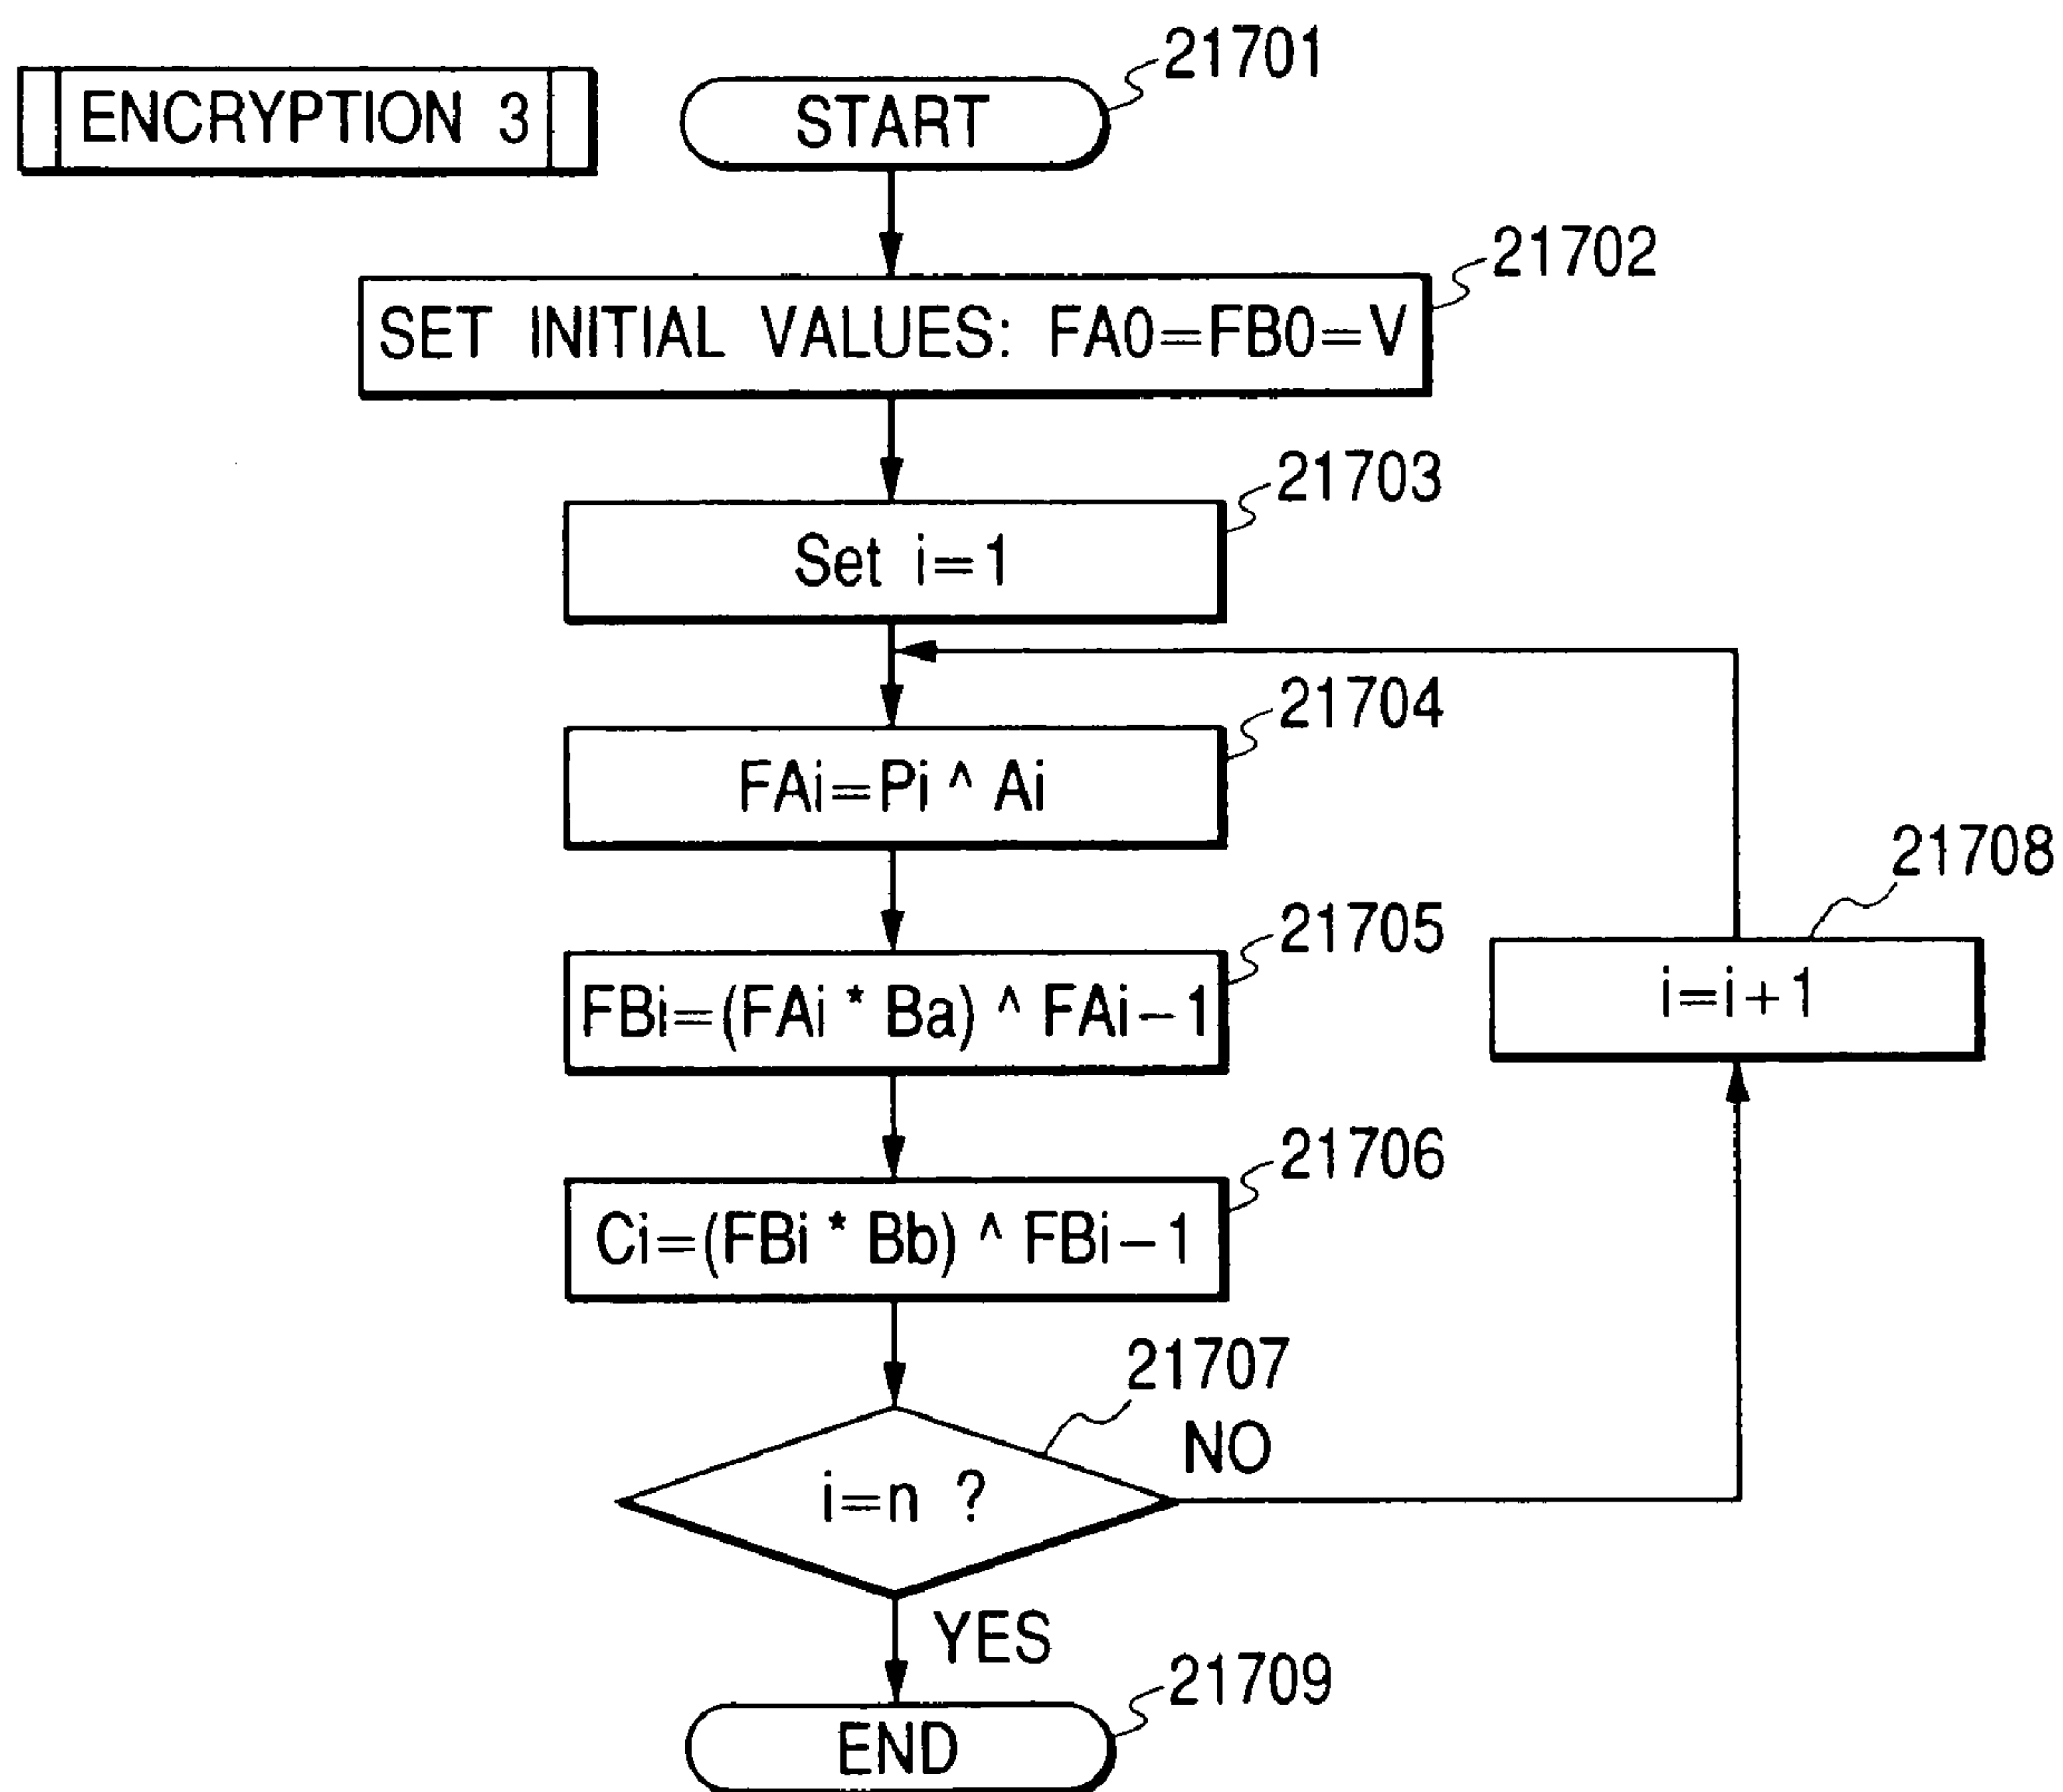 ENCRYPTION 3
START
21701
SET INITIAL VALUES: FA0=FB0=V
21702
Set i=1
21703
FAi=Pi ^ Ai
21704
FBi=(FAi * Ba) ^ FAi-1
21705
i=i+1
21708
Ci=(FBi * Bb) ^ FBi-1
21706
i=n ?
21707
NO
YES
END
21709